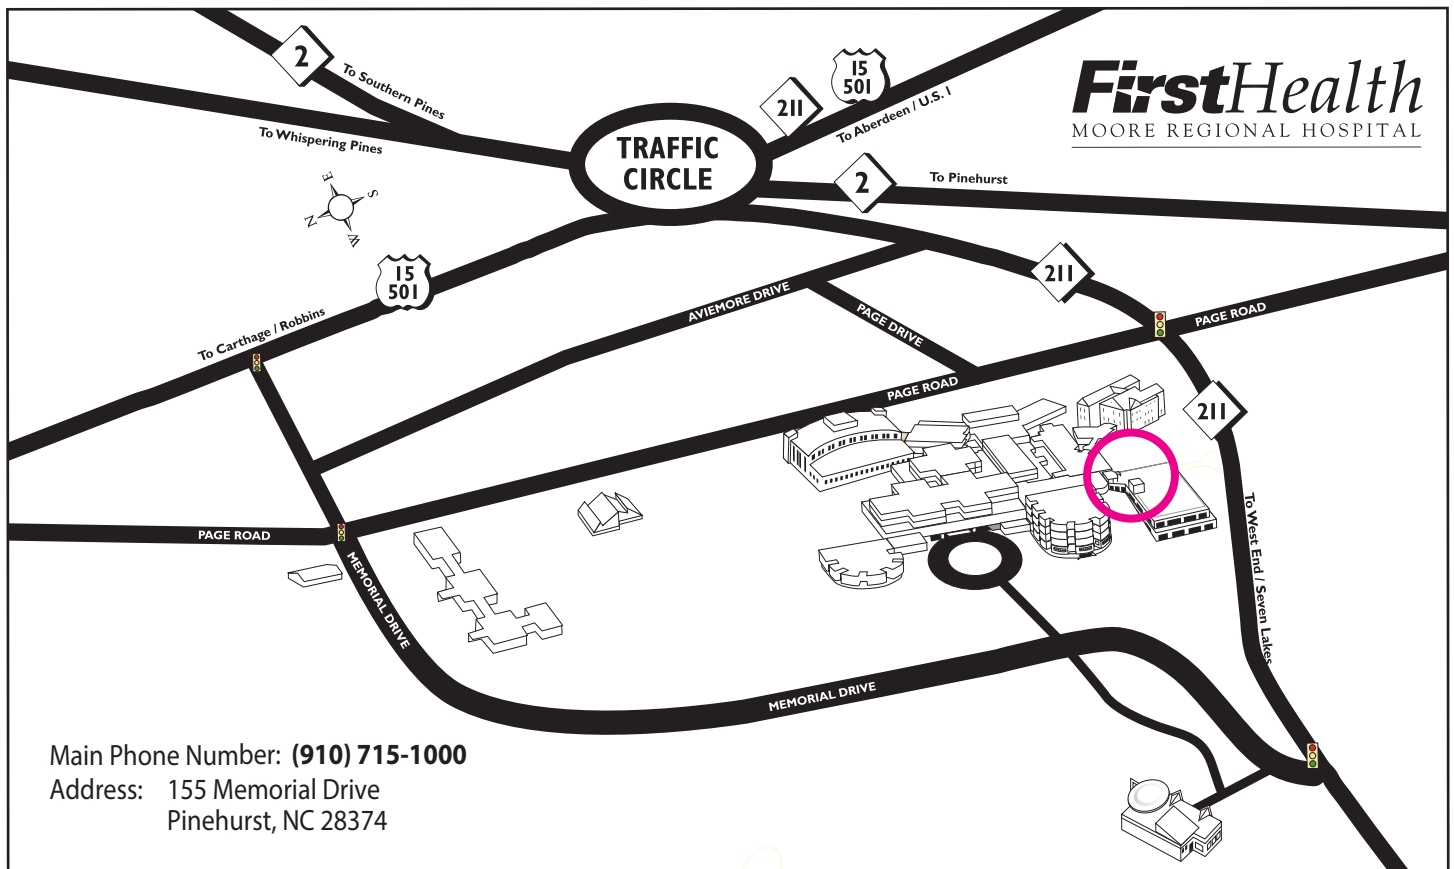 2
To Southern Pines
To Whispering Pines
TRAFFIC
CIRCLE
211
15
501
To Aberdeen / U.S. 1
FirstHealth
MOORE REGIONAL HOSPITAL
2
To Pinehurst
E
S
N
W
15
501
To Carthage / Robbins
211
AVIEMORE DRIVE
PAGE DRIVE
PAGE ROAD
PAGE ROAD
211
PAGE ROAD
To West End / Seven Lakes
MEMORIAL DRIVE
MEMORIAL DRIVE
Main Phone Number: (910) 715-1000
Address: 155 Memorial Drive
Pinehurst, NC 28374